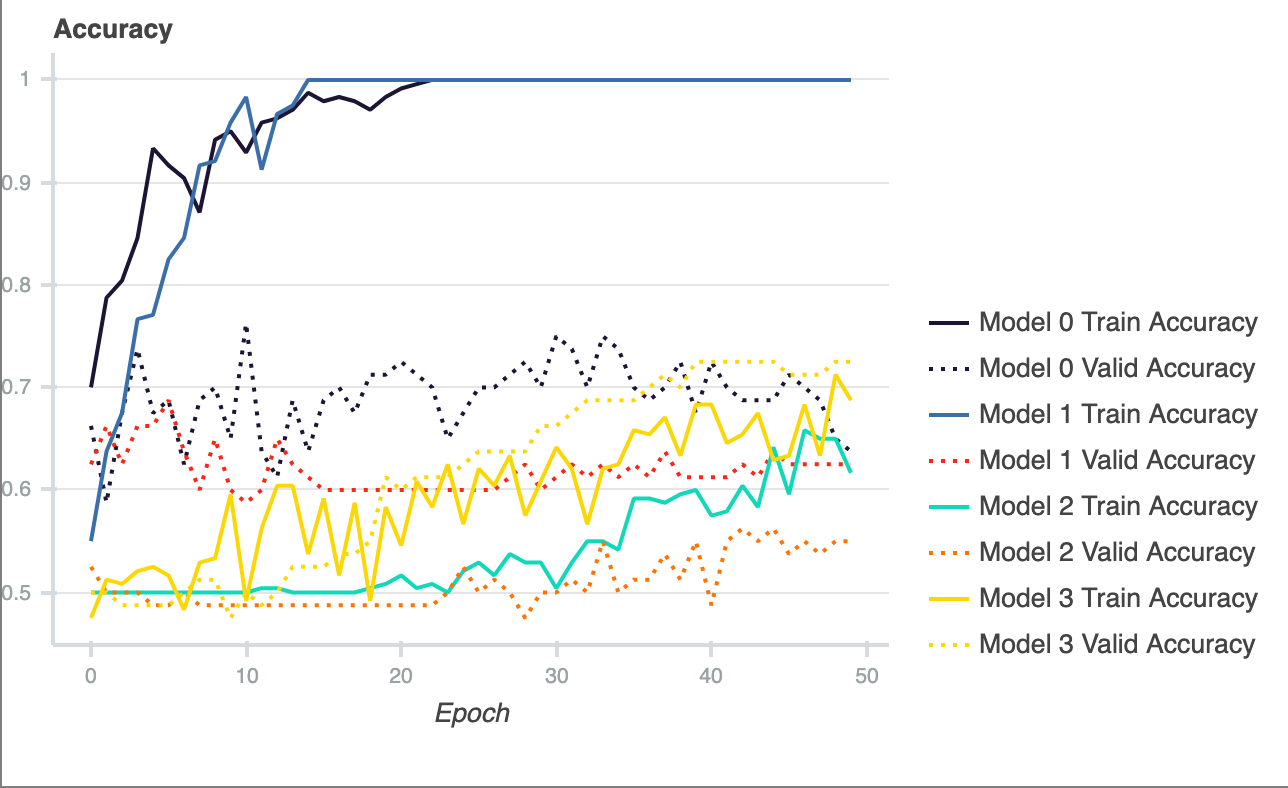 Accuracy
1
0.9
0.8
0.7
0.6
0.5
0 10 20 30 40 50
Epoch
Model 0 Train Accuracy
Model 0 Valid Accuracy
Model 1 Train Accuracy
Model 1 Valid Accuracy
Model 2 Train Accuracy
Model 2 Valid Accuracy
Model 3 Train Accuracy
Model 3 Valid Accuracy